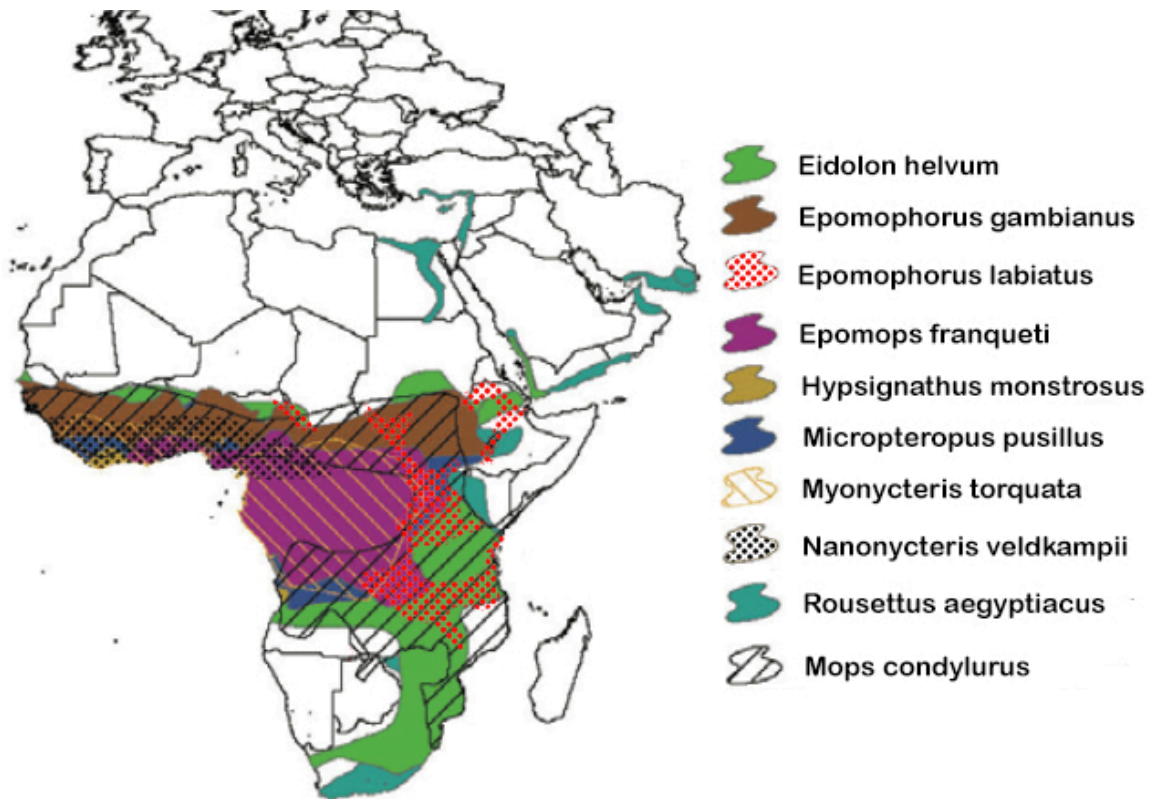 Eidolon helvum
Epomophorus gambianus
Epomophorus labiatus
Epomops franqueti
Hypsignathus monstrosus
Micropteropus pusillus
Myonycteris torquata
Nanonycteris veldkampii
Rousettus aegyptiacus
Mops condylurus